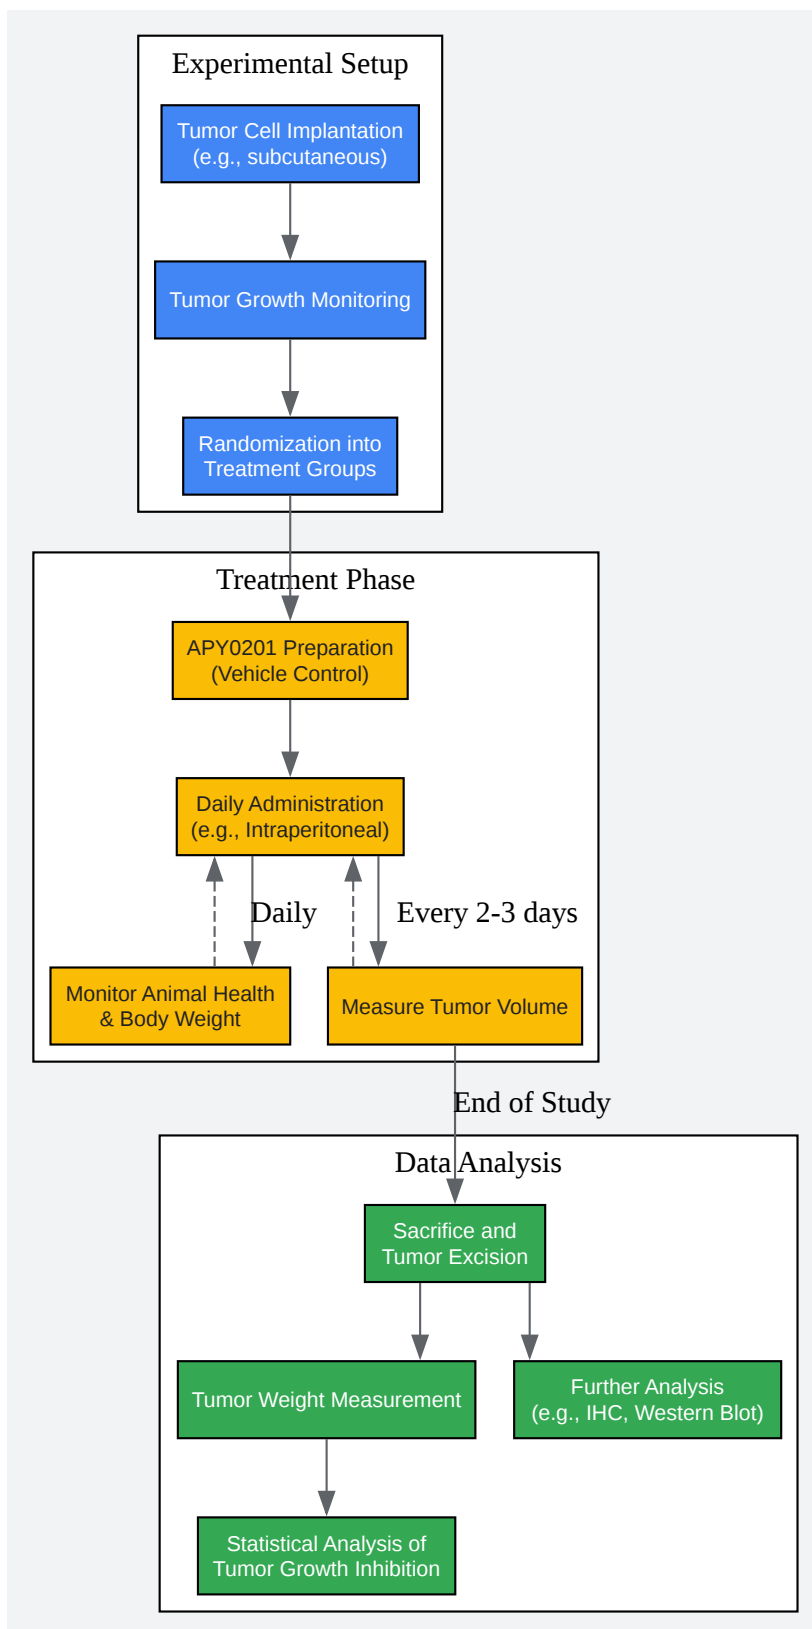 Experimental Setup
Tumor Cell Implantation
(e.g., subcutaneous)
Tumor Growth Monitoring
Randomization into
Treatment Groups
Treatment Phase
APY0201 Preparation
(Vehicle Control)
Daily Administration
(e.g., Intraperitoneal)
Daily
Every 2-3 days
Monitor Animal Health
& Body Weight
Measure Tumor Volume
End of Study
Data Analysis
Sacrifice and
Tumor Excision
Tumor Weight Measurement
Further Analysis
(e.g., IHC, Western Blot)
Statistical Analysis of
Tumor Growth Inhibition